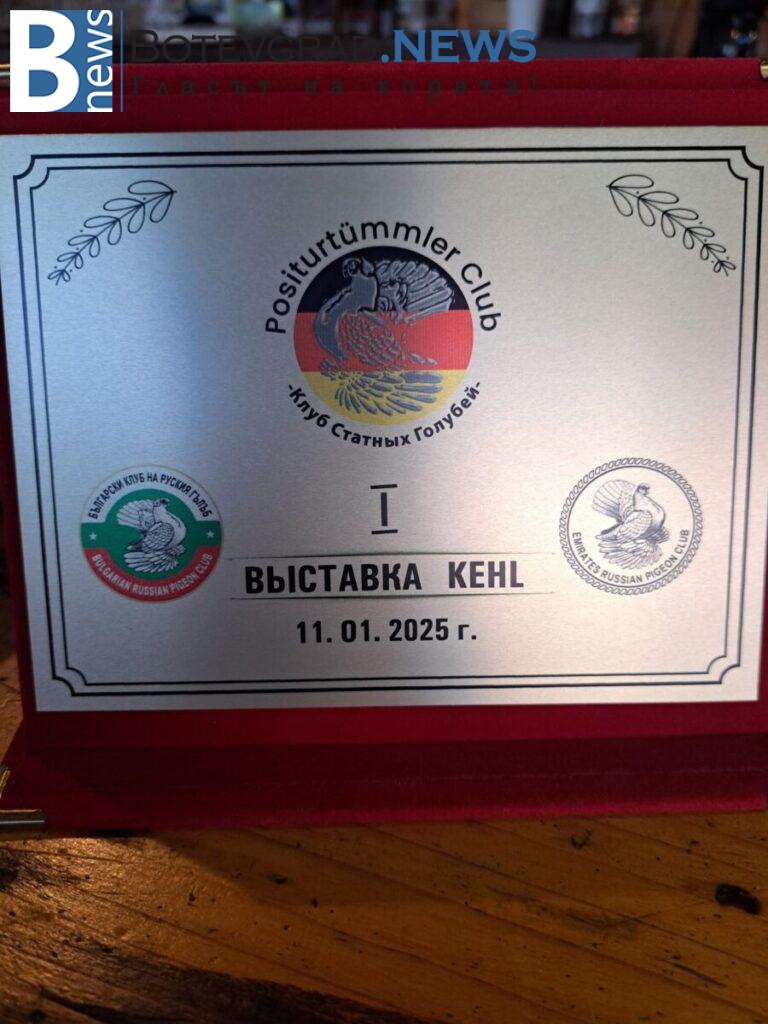 B
news
BOTEVGRAD.NEWS
Гласът на хората!
Positurtümmler Club
-Клуб Статных Голубей-
БЪЛГАРСКИ КЛУБ НА РУСКИЯ ГЪЛЪБ
BULGARIAN RUSSIAN PIGEON CLUB
I
EMIRATES RUSSIAN PIGEON CLUB
ВЫСТАВКА KEHL
11. 01. 2025 г.